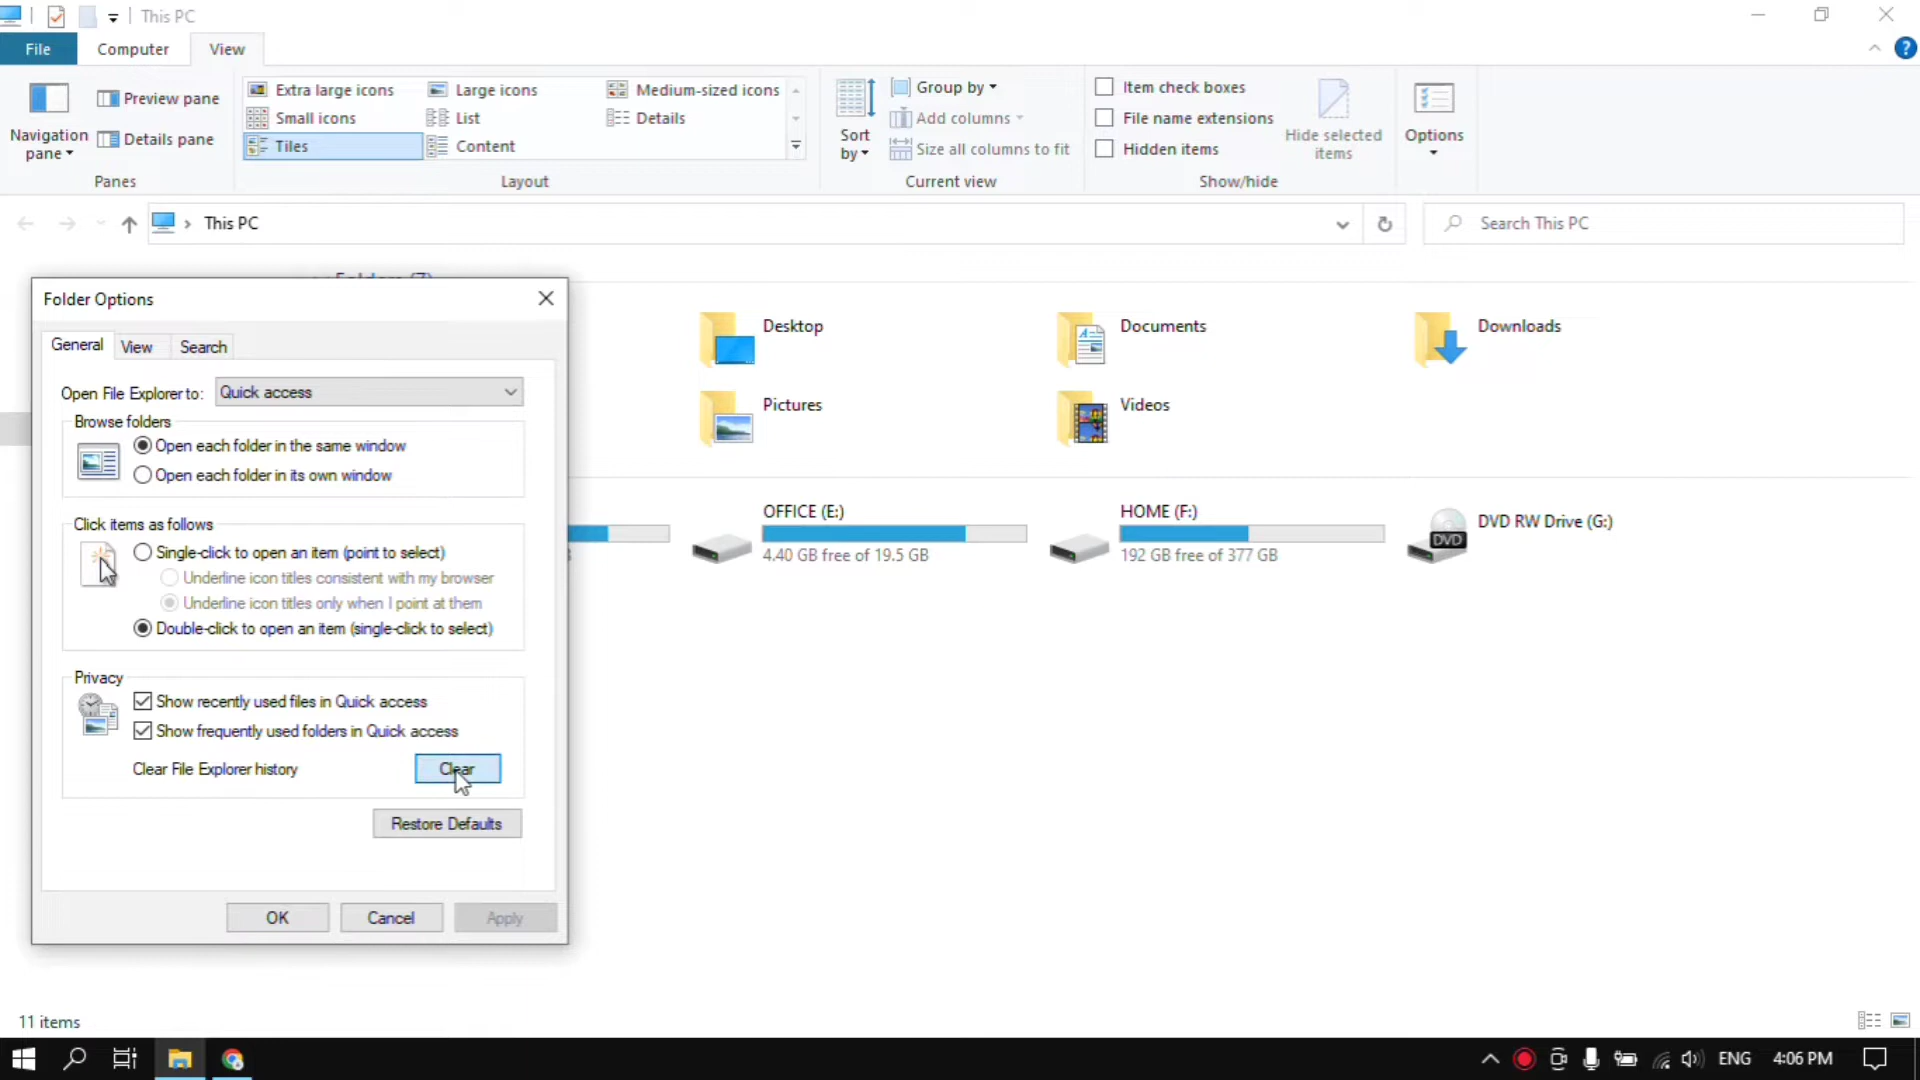 This PC
File
Computer
View
Navigation pane
Preview pane
Details pane
Panes
Extra large icons
Large icons
Medium-sized icons
Small icons
List
Details
Tiles
Content
Layout
Sort by
Group by
Add columns
Size all columns to fit
Current view
Item check boxes
File name extensions
Hidden items
Hide selected items
Show/hide
Options
This PC
Search This PC
Folder Options
General
View
Search
Open File Explorer to:
Quick access
Browse folders
Open each folder in the same window
Open each folder in its own window
Click items as follows
Single-click to open an item (point to select)
Underline icon titles consistent with my browser
Underline icon titles only when I point at them
Double-click to open an item (single-click to select)
Privacy
Show recently used files in Quick access
Show frequently used folders in Quick access
Clear File Explorer history
Clear
Restore Defaults
OK
Cancel
Apply
Desktop
Documents
Downloads
Pictures
Videos
OFFICE (E:)
4.40 GB free of 19.5 GB
HOME (F:)
192 GB free of 377 GB
DVD
DVD RW Drive (G:)
11 items
ENG
4:06 PM